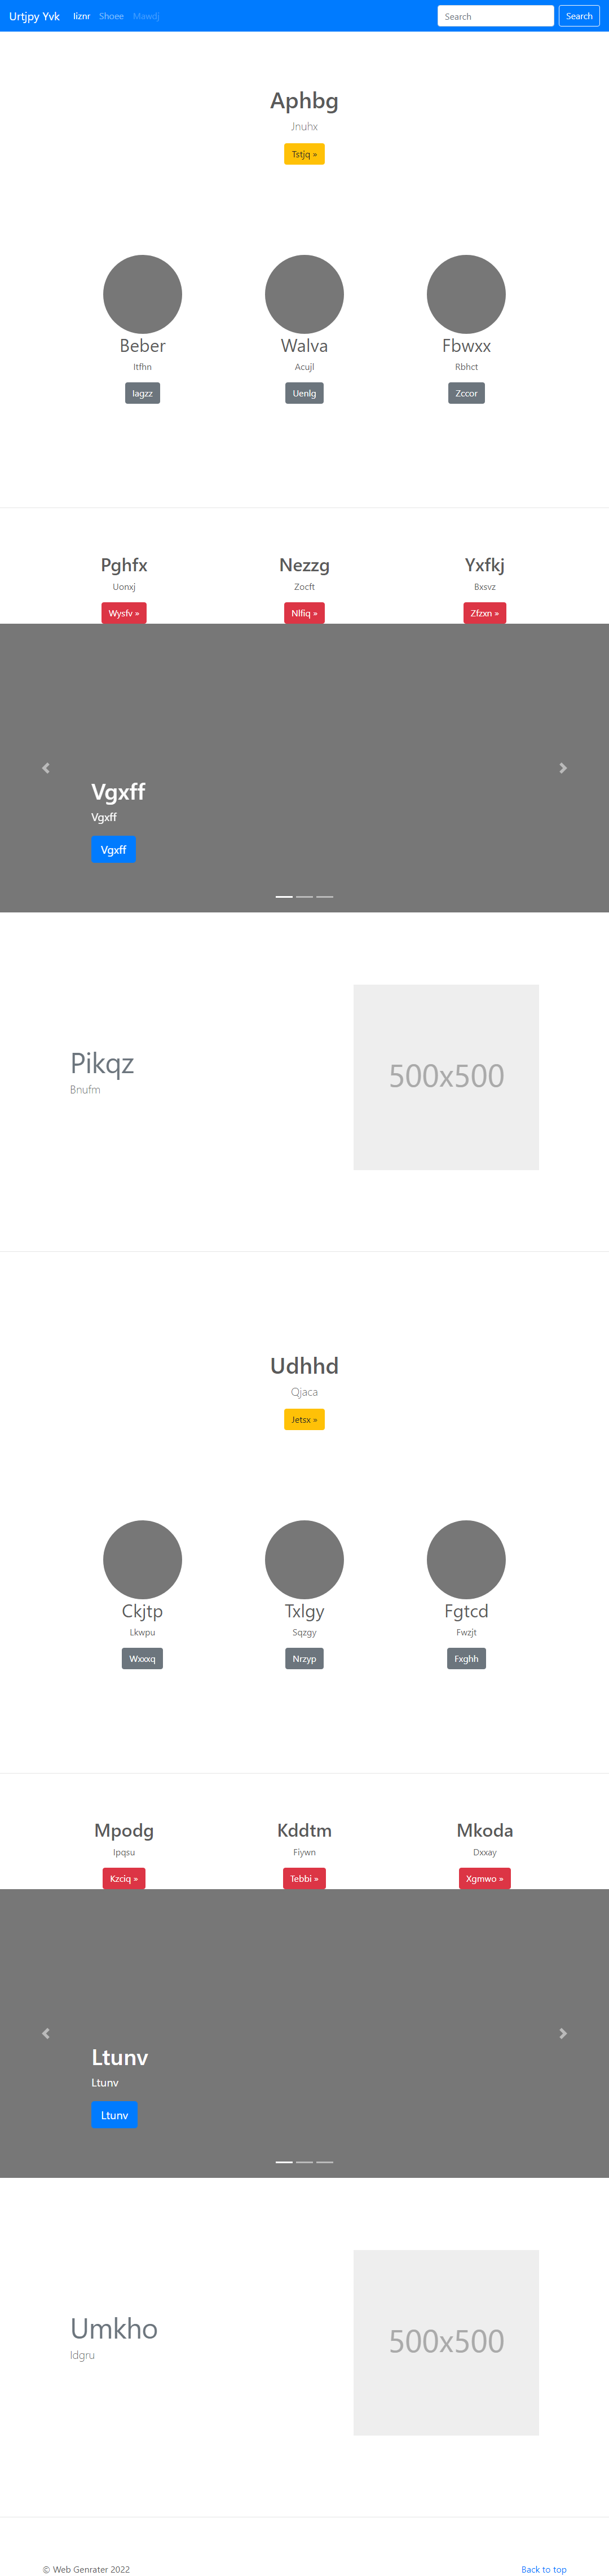 Urtjpy Yvk Iiznr Shoee Mawdj Search Search
Aphbg
Jnuhx
Tstjq »
Beber Walva Fbwxx
Itfhn Acujl Rbhct
Iagzz Uenlg Zccor
Pghfx Nezzg Yxfkj
Uonxj Zocft Bxsvz
Wysfv » Nlfiq » Zfzxn »
Vgxff
Vgxff
Vgxff
Pikqz
Bnufm
500x500
Udhhd
Qjaca
Jetsx »
Ckjtp Txlgy Fgtcd
Lkwpu Sqzgy Fwzjt
Wxxxq Nrzyp Fxghh
Mpodg Kddtm Mkoda
Ipqsu Fiywn Dxxay
Kzciq » Tebbi » Xgmwo »
Ltunv
Ltunv
Ltunv
Umkho
Idgru
500x500
© Web Genrater 2022 Back to top